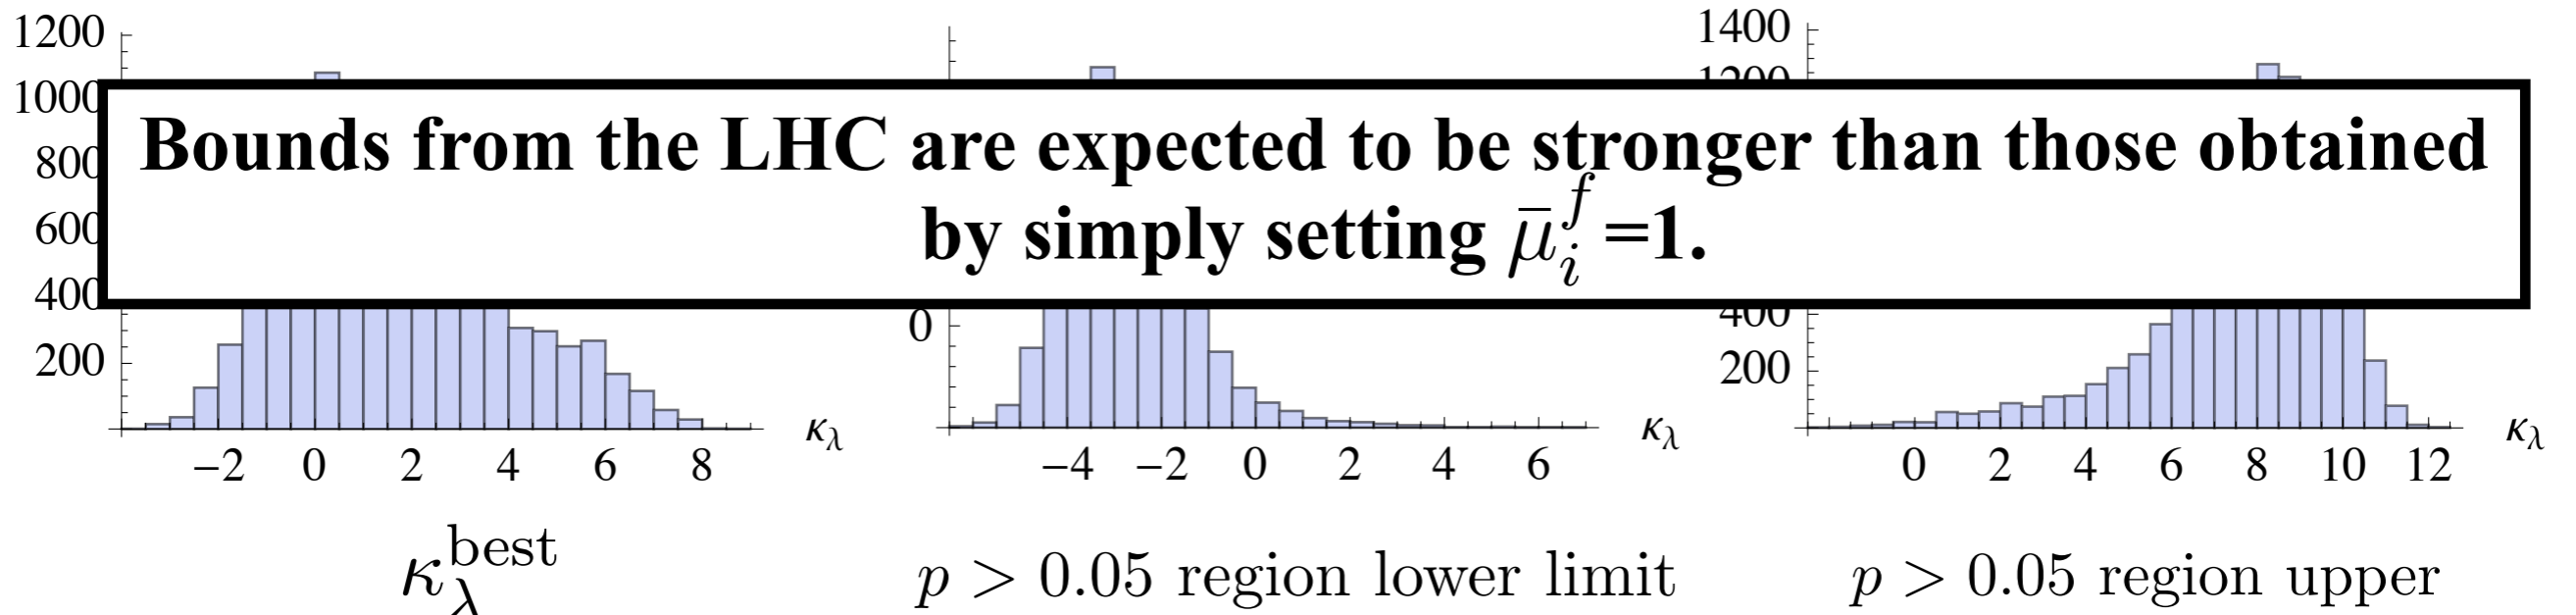 1200 1400
1200
1000
Bounds from the LHC are expected to be stronger than those obtained
800
by simply setting μ̄ᵢᶠ =1.
600
400
0 400
200 200
κλ κλ κλ
−2 0 2 4 6 8 −4 −2 0 2 4 6 0 2 4 6 8 10 12
κλ^best p > 0.05 region lower limit p > 0.05 region upper